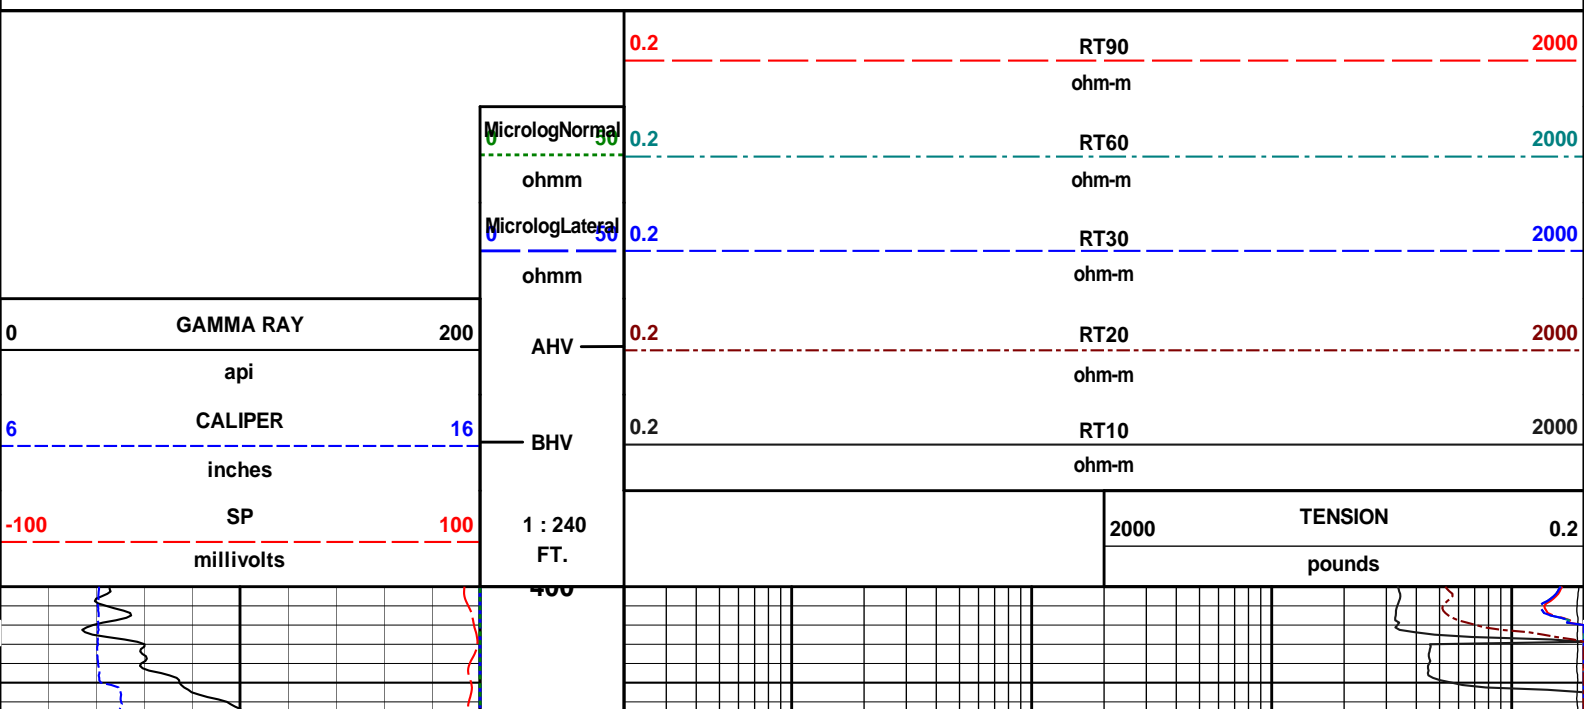 0.2 RT90 2000
ohm-m
MicrologNormal
0 50
ohmm
0.2 RT60 2000
ohm-m
MicrologLateral
0 50
ohmm
0.2 RT30 2000
ohm-m
0 GAMMA RAY 200
api
AHV
0.2 RT20 2000
ohm-m
6 CALIPER 16
inches
BHV
0.2 RT10 2000
ohm-m
-100 SP 100
millivolts
1 : 240
FT.
2000 TENSION 0.2
pounds
400